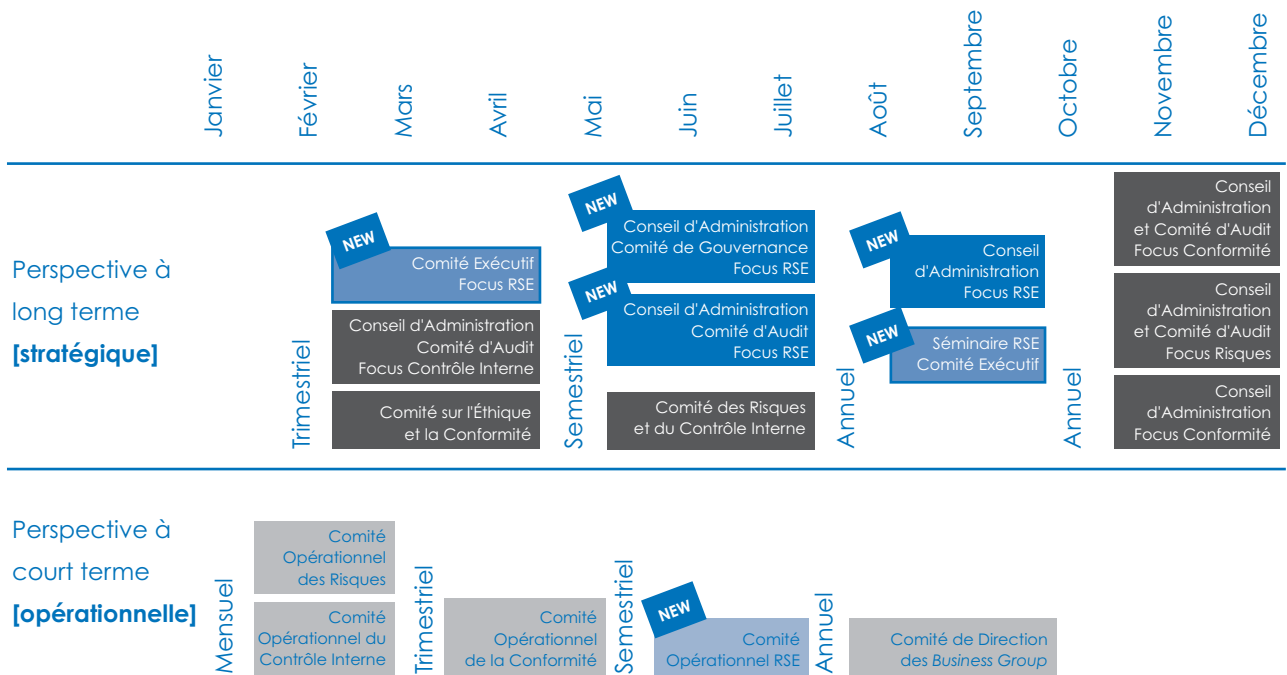 Janvier
Février
Mars
Avril
Mai
Juin
Juillet
Août
Septembre
Octobre
Novembre
Décembre
Perspective à
long terme
[stratégique]
Trimestriel
NEW
Comité Exécutif
Focus RSE
Conseil d'Administration
Comité d'Audit
Focus Contrôle Interne
Comité sur l'Éthique
et la Conformité
Semestriel
NEW
Conseil d'Administration
Comité de Gouvernance
Focus RSE
NEW
Conseil d'Administration
Comité d'Audit
Focus RSE
Comité des Risques
et du Contrôle Interne
Annuel
NEW
Conseil
d'Administration
Focus RSE
NEW
Séminaire RSE
Comité Exécutif
Annuel
Conseil
d'Administration
et Comité d'Audit
Focus Conformité
Conseil
d'Administration
et Comité d'Audit
Focus Risques
Conseil
d'Administration
Focus Conformité
Perspective à
court terme
[opérationnelle]
Mensuel
Comité
Opérationnel
des Risques
Comité
Opérationnel du
Contrôle Interne
Trimestriel
Comité
Opérationnel
de la Conformité
Semestriel
NEW
Comité
Opérationnel RSE
Annuel
Comité de Direction
des Business Group